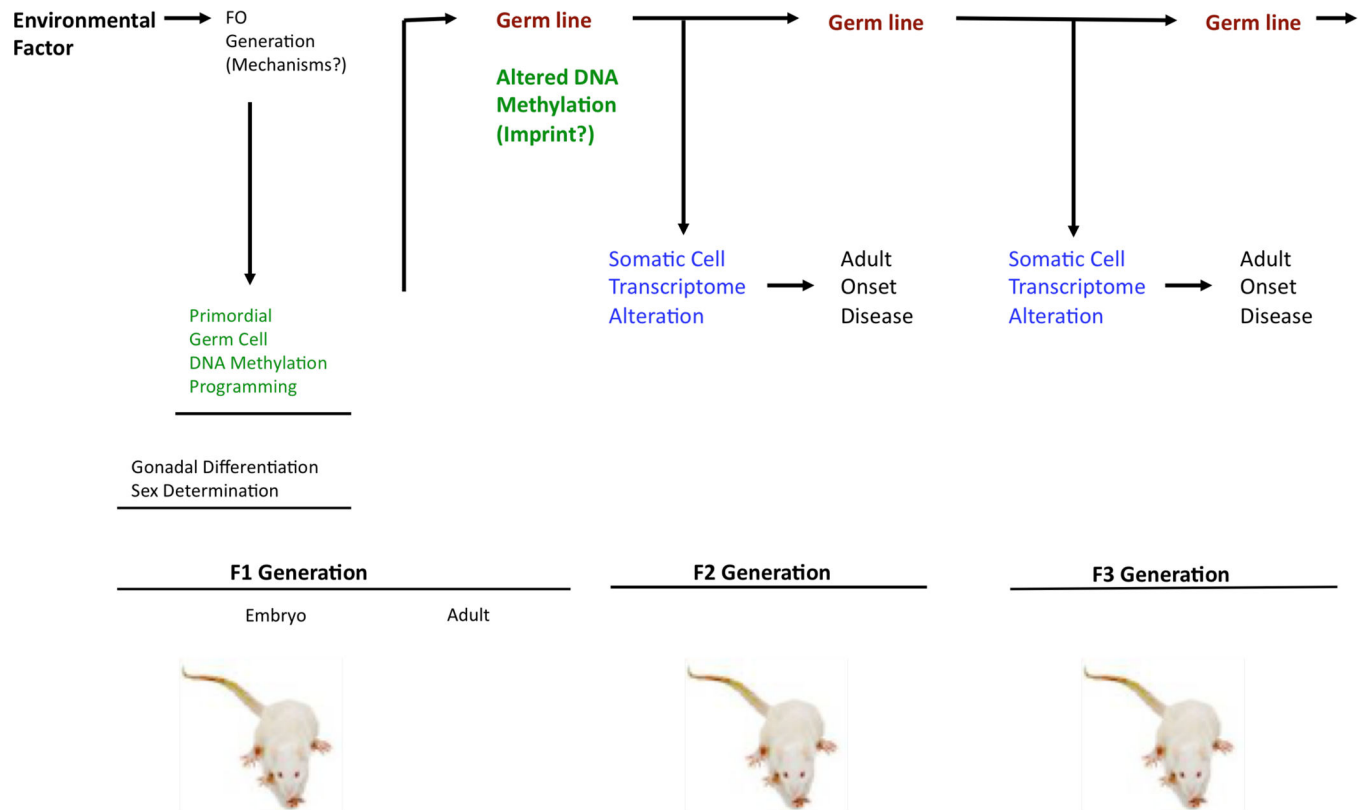 Environmental
Factor
FO
Generation
(Mechanisms?)
Germ line
Germ line
Germ line
Altered DNA
Methylation
(Imprint?)
Somatic Cell
Transcriptome
Alteration
Adult
Onset
Disease
Somatic Cell
Transcriptome
Alteration
Adult
Onset
Disease
Primordial
Germ Cell
DNA Methylation
Programming
Gonadal Differentiation
Sex Determination
F1 Generation
F2 Generation
F3 Generation
Embryo
Adult